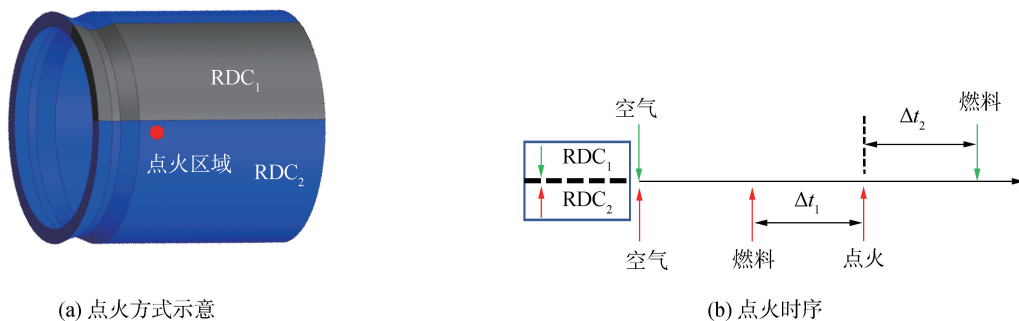 RDC₁
点火区域
RDC₂
(a) 点火方式示意
空气
燃料
Δt₂
RDC₁
RDC₂
Δt₁
空气
燃料
点火
(b) 点火时序